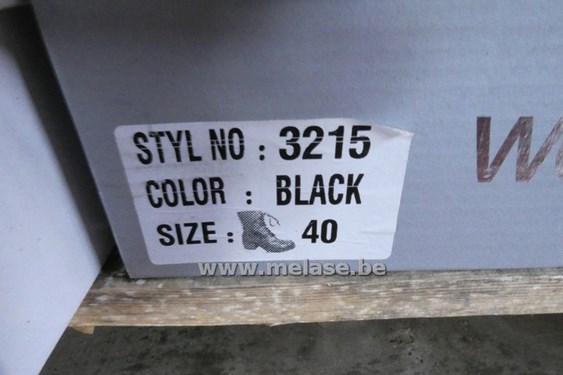 STYL NO : 3215
COLOR : BLACK
SIZE : 40
www.melase.be